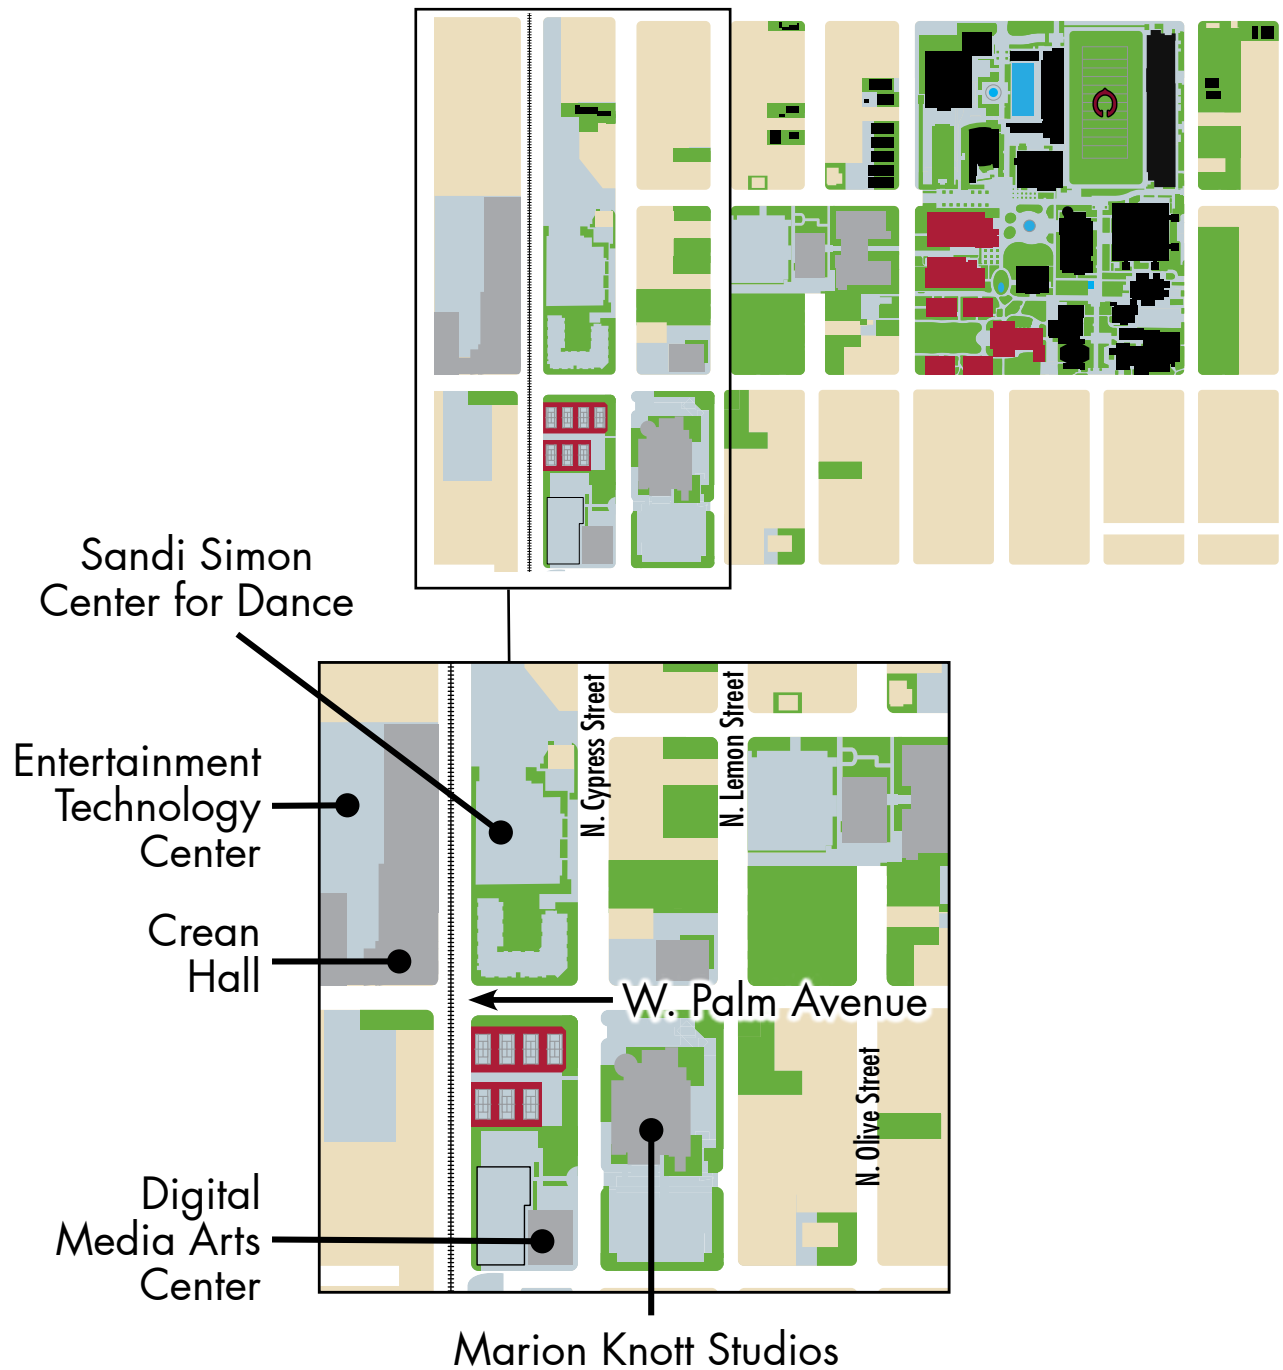 Sandi Simon
Center for Dance
N. Cypress Street
N. Lemon Street
Entertainment
Technology
Center
Crean
Hall
W. Palm Avenue
N. Olive Street
Digital
Media Arts
Center
Marion Knott Studios